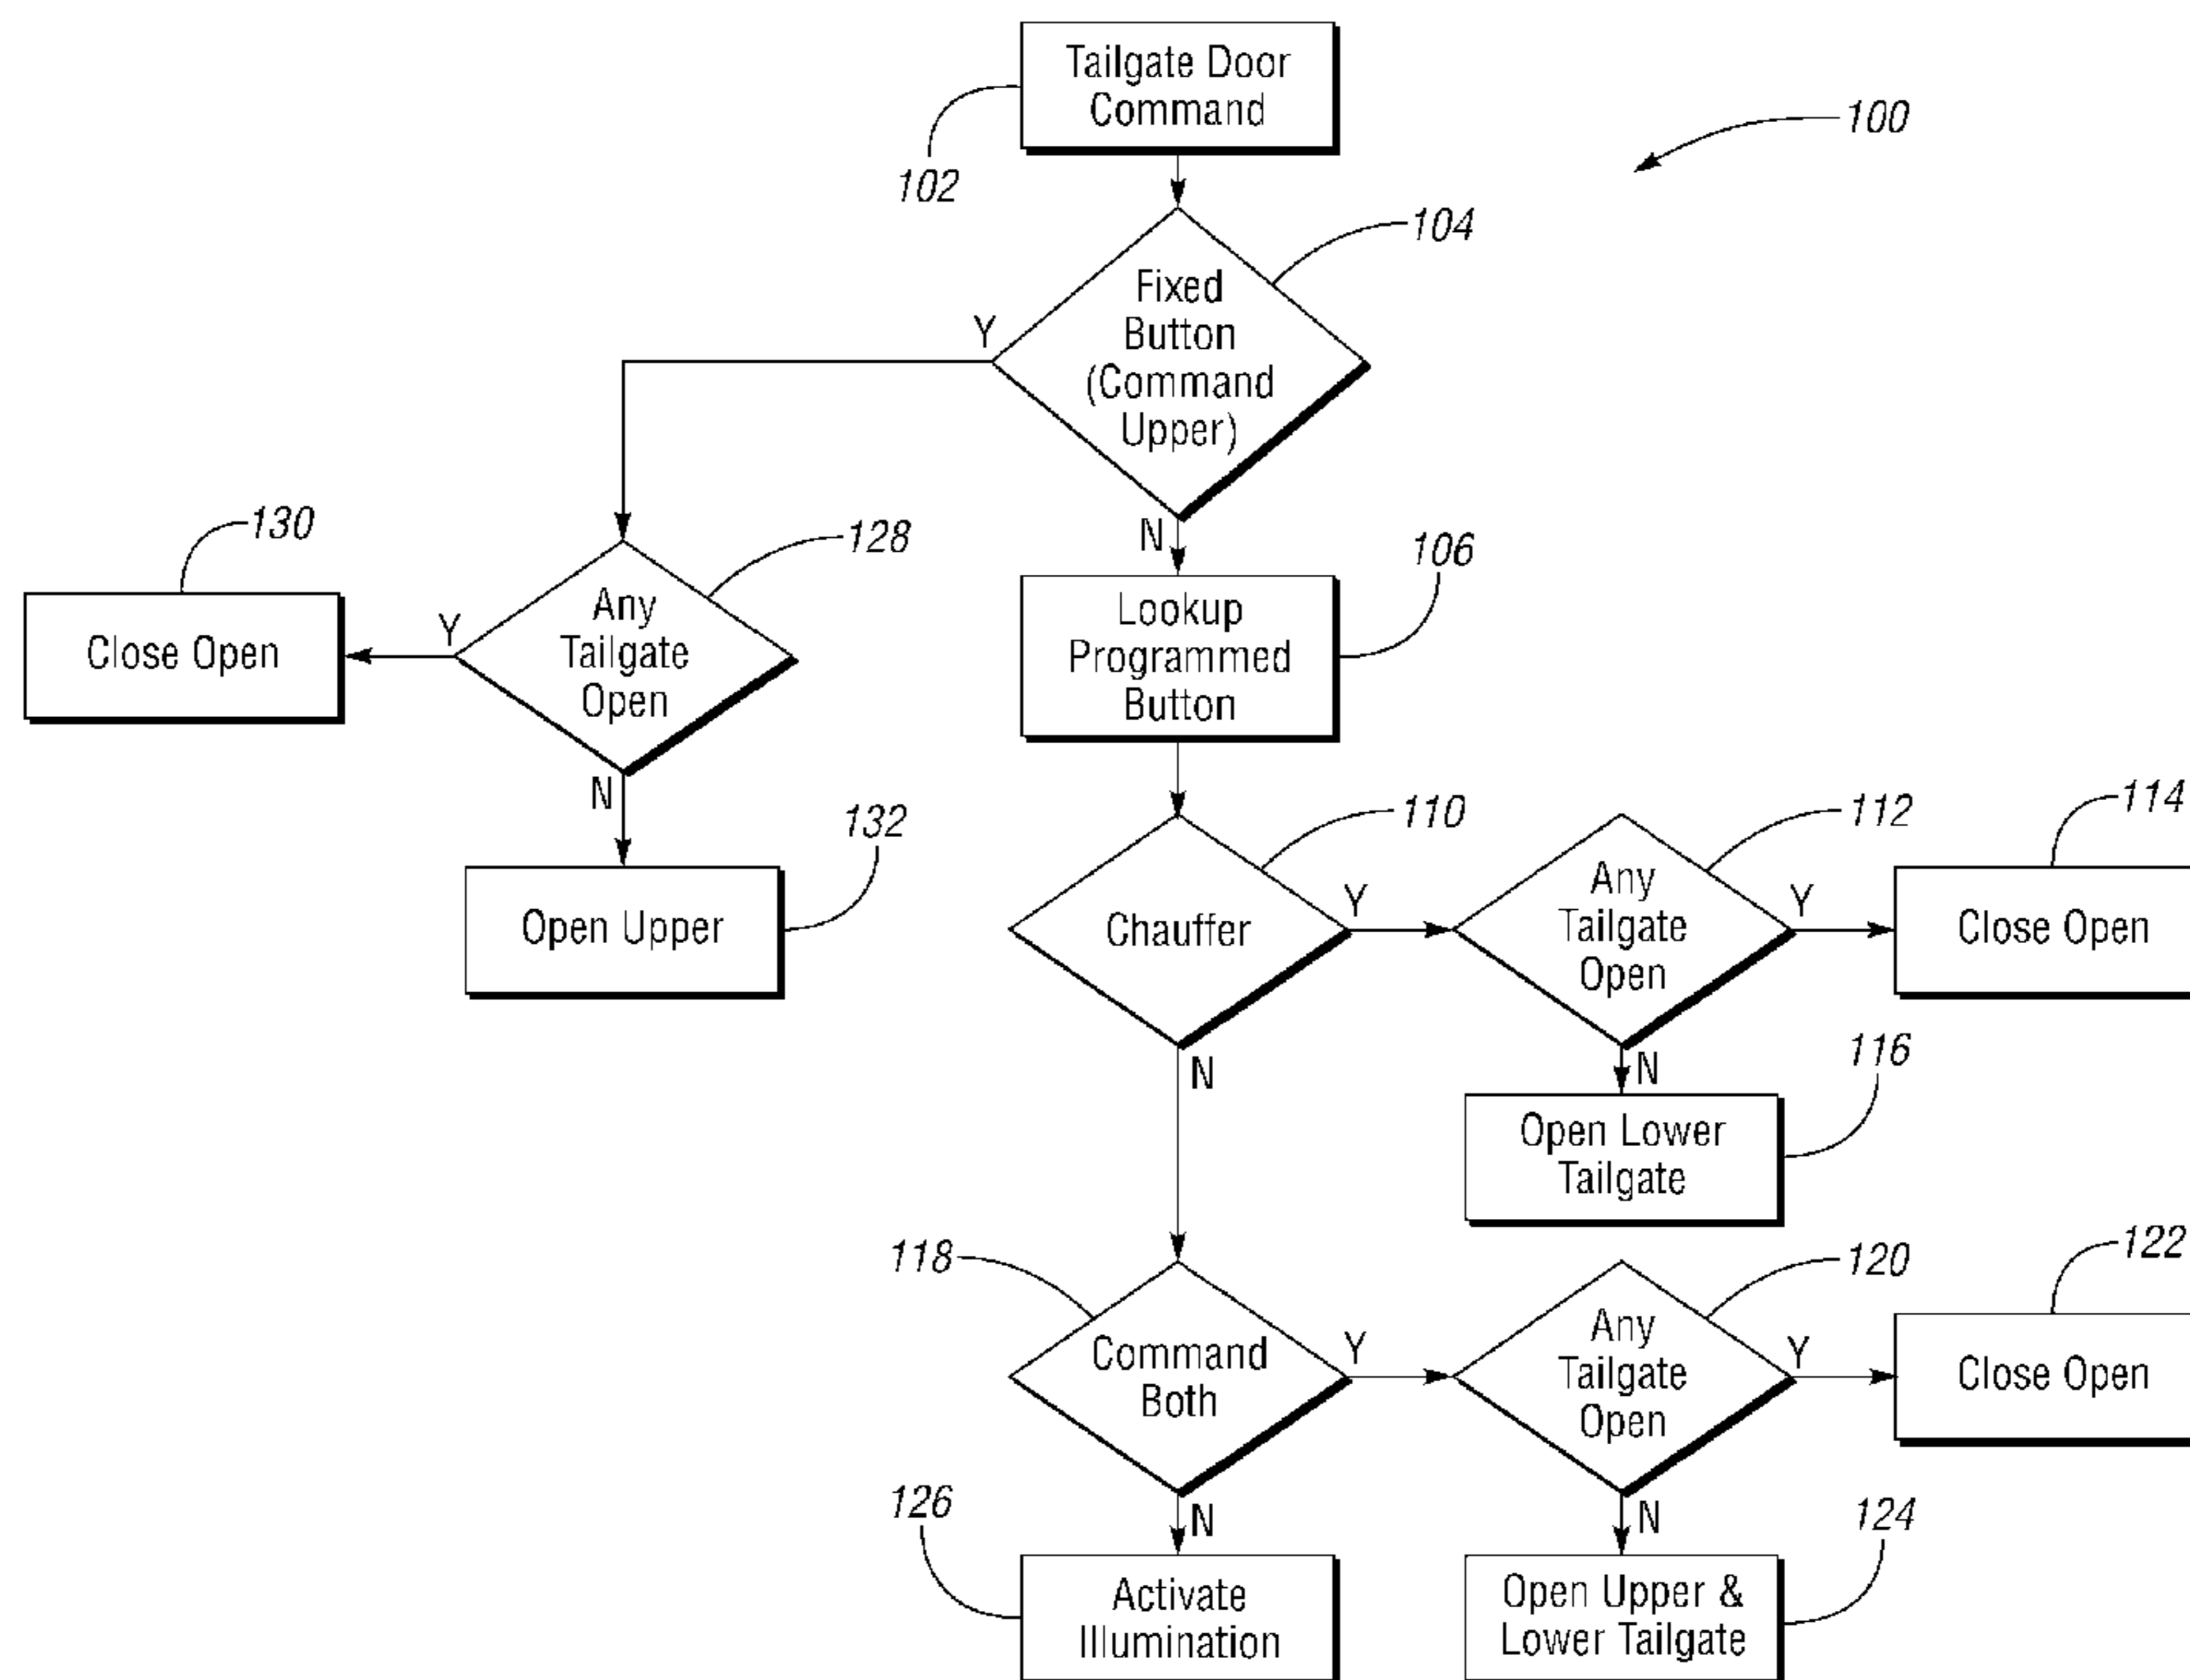 Tailgate Door
Command
100
102
104
Fixed
Button
(Command
Upper)
Y
N
130
128
106
Close Open
Y
Any
Tailgate
Open
N
Lookup
Programmed
Button
132
Open Upper
110
112
114
Chauffer
Y
Any
Tailgate
Open
Y
Close Open
N
N
116
Open Lower
Tailgate
118
120
122
Command
Both
Y
Any
Tailgate
Open
Y
Close Open
126
N
N
124
Activate
Illumination
Open Upper &
Lower Tailgate